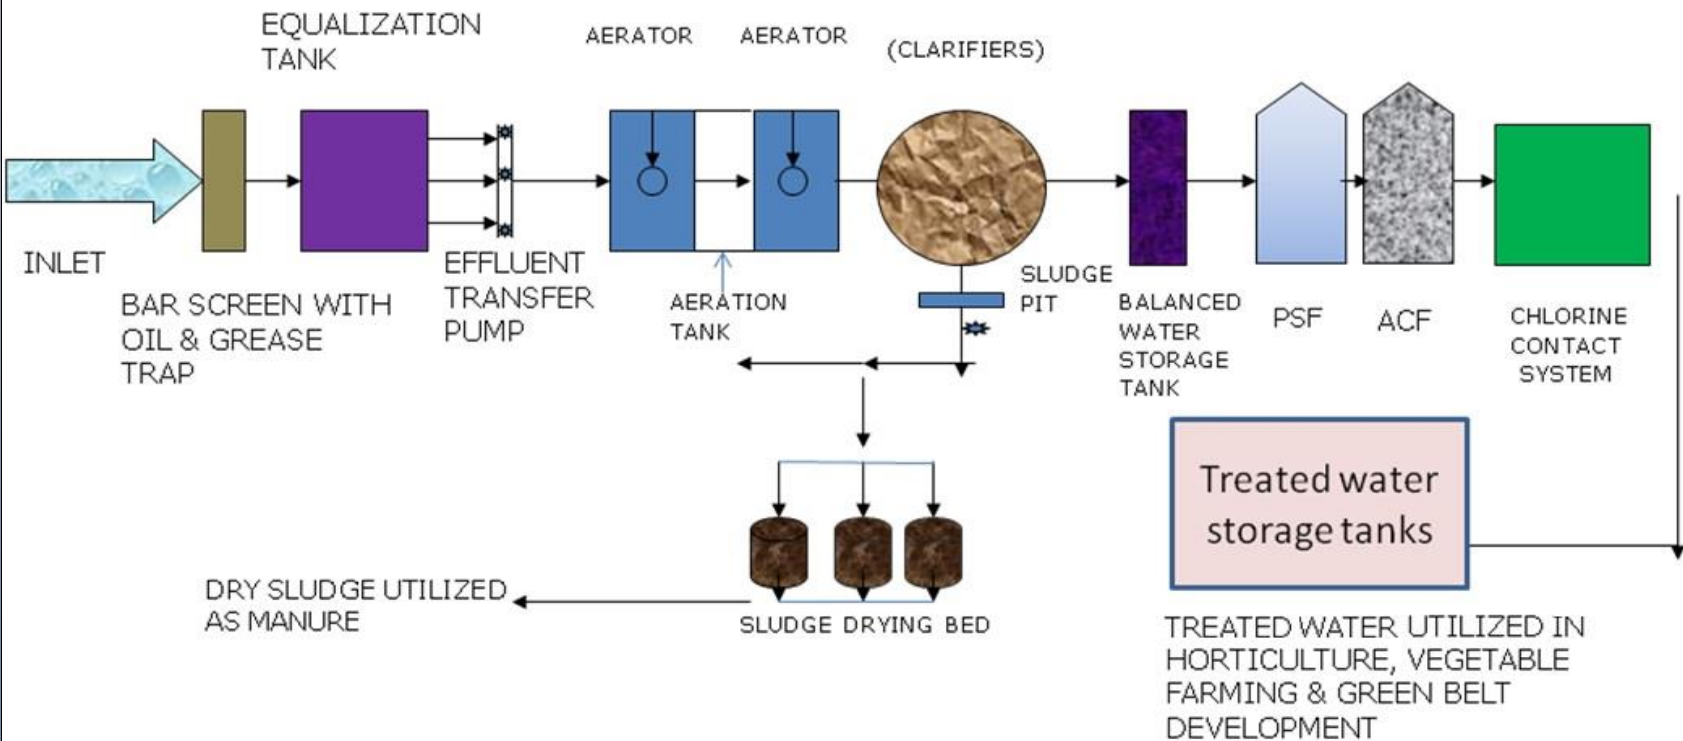 EQUALIZATION
TANK
AERATOR
AERATOR
(CLARIFIERS)
INLET
BAR SCREEN WITH
OIL & GREASE
TRAP
EFFLUENT
TRANSFER
PUMP
AERATION
TANK
SLUDGE
PIT
BALANCED
WATER
STORAGE
TANK
PSF
ACF
CHLORINE
CONTACT
SYSTEM
Treated water
storage tanks
DRY SLUDGE UTILIZED
AS MANURE
SLUDGE DRYING BED
TREATED WATER UTILIZED IN
HORTICULTURE, VEGETABLE
FARMING & GREEN BELT
DEVELOPMENT